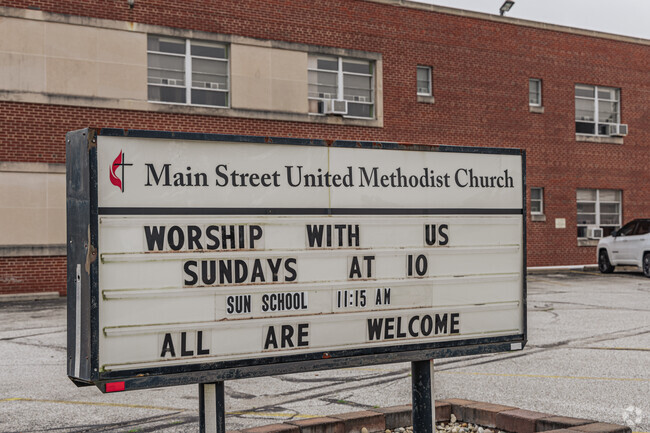 Main Street United Methodist Church
WORSHIP WITH US
SUNDAYS AT 10
SUN SCHOOL 11:15 AM
ALL ARE WELCOME